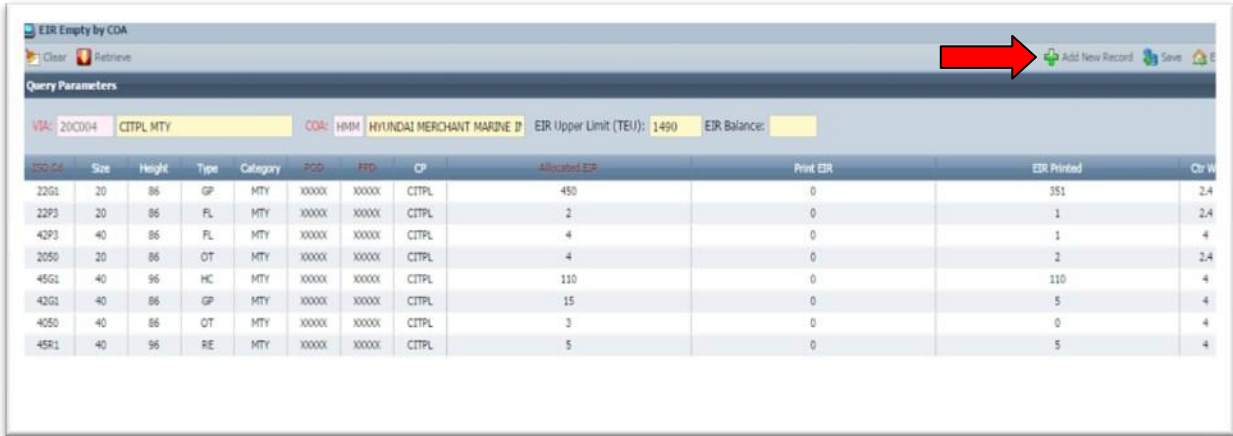 EIR Empty by COA
Clear Retrieve Add New Record Save E
Query Parameters
VIA: 20C004 CITPL MTY COA: HMM HYUNDAI MERCHANT MARINE IN EIR Upper Limit (TEU): 1490 EIR Balance:
ISO Cd Size Height Type Category POD FPD CP Allocated EIR Print EIR EIR Printed Ctr W
22G1 20 86 GP MTY XXXXX XXXXX CITPL 450 0 351 2.4
22P3 20 86 FL MTY XXXXX XXXXX CITPL 2 0 1 2.4
42P3 40 86 FL MTY XXXXX XXXXX CITPL 4 0 1 4
2050 20 86 OT MTY XXXXX XXXXX CITPL 4 0 2 2.4
45G1 40 96 HC MTY XXXXX XXXXX CITPL 110 0 110 4
42G1 40 86 GP MTY XXXXX XXXXX CITPL 15 0 5 4
4050 40 86 OT MTY XXXXX XXXXX CITPL 3 0 0 4
45R1 40 96 RE MTY XXXXX XXXXX CITPL 5 0 5 4